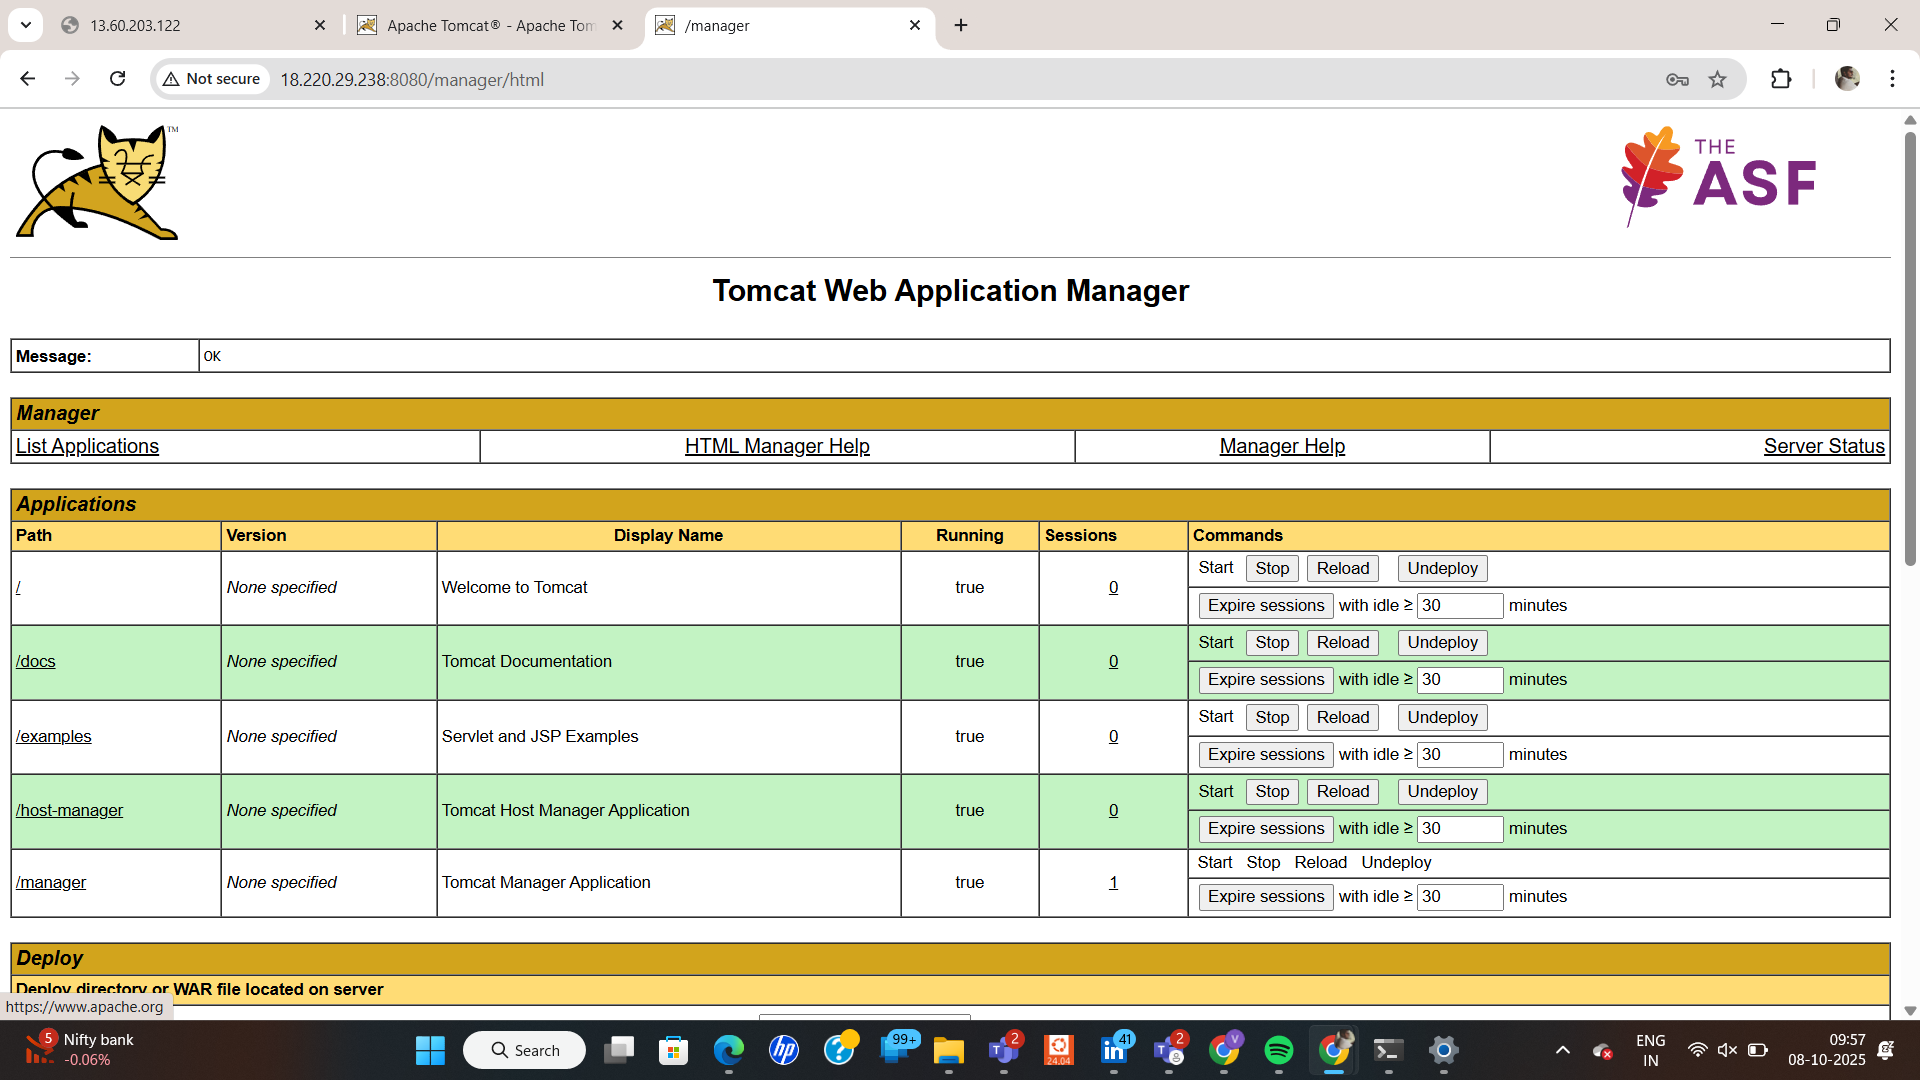 13.60.203.122
Apache Tomcat® - Apache Tom
/manager
Not secure
18.220.29.238:8080/manager/html
TM
THE
ASF
Tomcat Web Application Manager
Message: OK
Manager
List Applications HTML Manager Help Manager Help Server Status
Applications
Path Version Display Name Running Sessions Commands
/ None specified Welcome to Tomcat true 0 Start Stop Reload Undeploy
Expire sessions with idle ≥ 30 minutes
/docs None specified Tomcat Documentation true 0 Start Stop Reload Undeploy
Expire sessions with idle ≥ 30 minutes
/examples None specified Servlet and JSP Examples true 0 Start Stop Reload Undeploy
Expire sessions with idle ≥ 30 minutes
/host-manager None specified Tomcat Host Manager Application true 0 Start Stop Reload Undeploy
Expire sessions with idle ≥ 30 minutes
/manager None specified Tomcat Manager Application true 1 Start Stop Reload Undeploy
Expire sessions with idle ≥ 30 minutes
Deploy
Deploy directory or WAR file located on server
https://www.apache.org
5
Nifty bank
-0.06%
Search
hp
99+
2
24.04
in 41
2
V
ENG
IN
09:57
08-10-2025